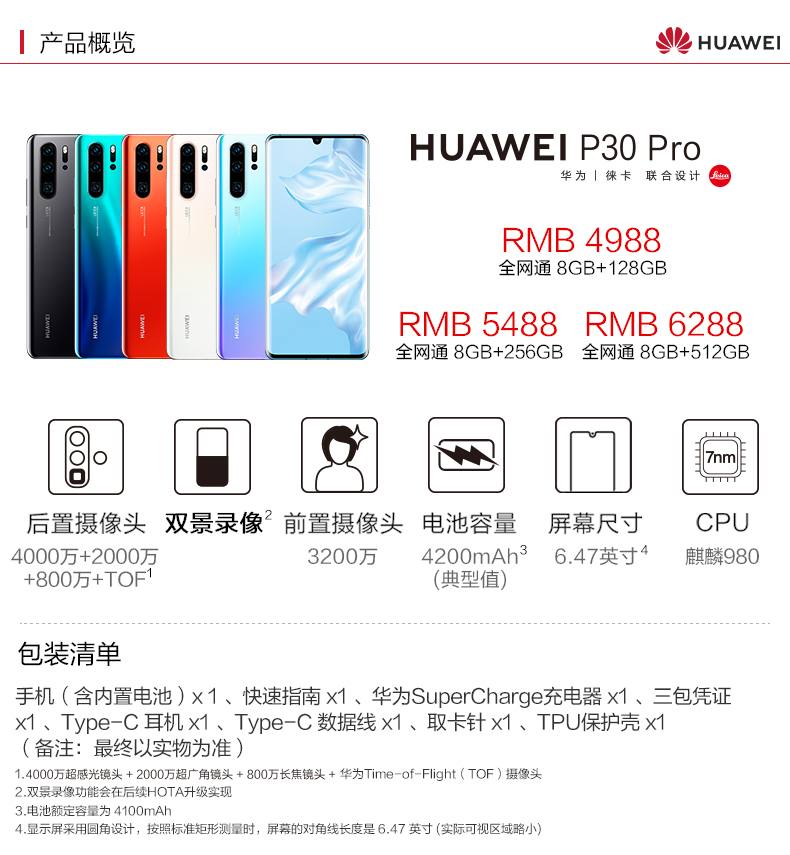 产品概览
HUAWEI
HUAWEI P30 Pro
华为 | 徕卡 联合设计 Leica
RMB 4988
全网通 8GB+128GB
RMB 5488 RMB 6288
全网通 8GB+256GB 全网通 8GB+512GB
HUAWEI HUAWEI HUAWEI HUAWEI HUAWEI
7nm
后置摄像头 双景录像2 前置摄像头 电池容量 屏幕尺寸 CPU
4000万+2000万 3200万 4200mAh3 6.47英寸4 麒麟980
+800万+TOF1 (典型值)
包装清单
手机（含内置电池）x 1 、快速指南 x1 、华为SuperCharge充电器 x1 、三包凭证
x1 、Type-C 耳机 x1 、Type-C 数据线 x1 、取卡针 x1 、TPU保护壳 x1
（备注：最终以实物为准）
1.4000万超感光镜头 + 2000万超广角镜头 + 800万长焦镜头 + 华为Time-of-Flight（TOF）摄像头
2.双景录像功能会在后续HOTA升级实现
3.电池额定容量为 4100mAh
4.显示屏采用圆角设计，按照标准矩形测量时，屏幕的对角线长度是 6.47 英寸 (实际可视区域略小)